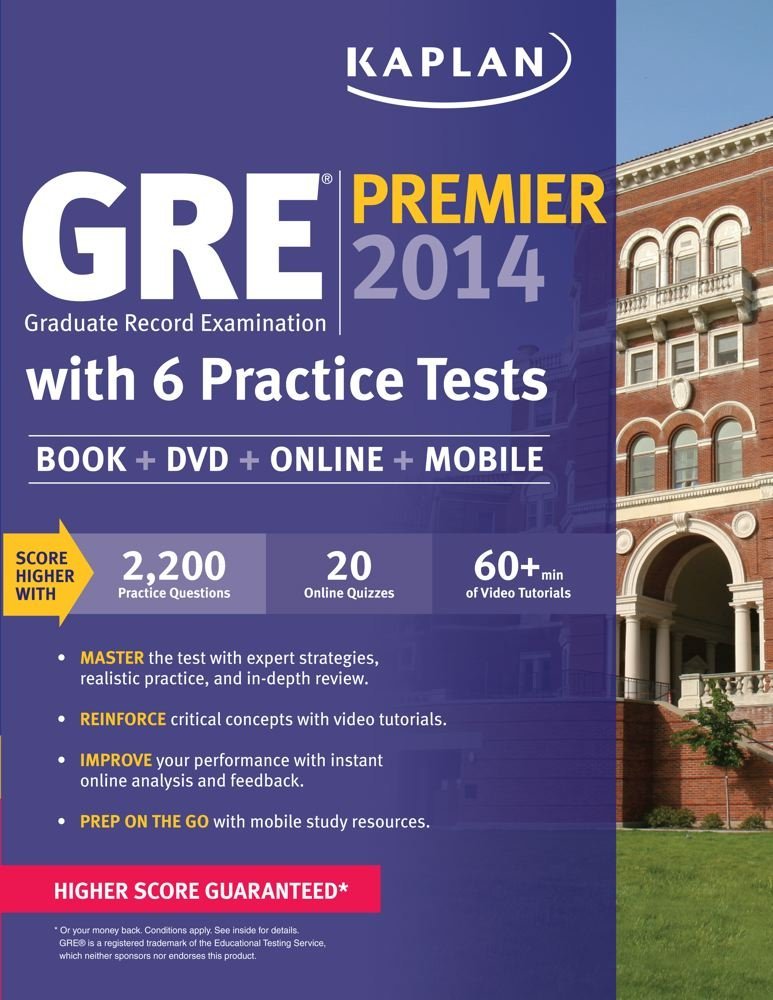 KAPLAN
GRE®
PREMIER
2014
Graduate Record Examination
with 6 Practice Tests
BOOK + DVD + ONLINE + MOBILE
SCORE
HIGHER
WITH
2,200
Practice Questions
20
Online Quizzes
60+ min
of Video Tutorials
• MASTER the test with expert strategies,
realistic practice, and in-depth review.
• REINFORCE critical concepts with video tutorials.
• IMPROVE your performance with instant
online analysis and feedback.
• PREP ON THE GO with mobile study resources.
HIGHER SCORE GUARANTEED*
* Or your money back. Conditions apply. See inside for details.
GRE® is a registered trademark of the Educational Testing Service,
which neither sponsors nor endorses this product.